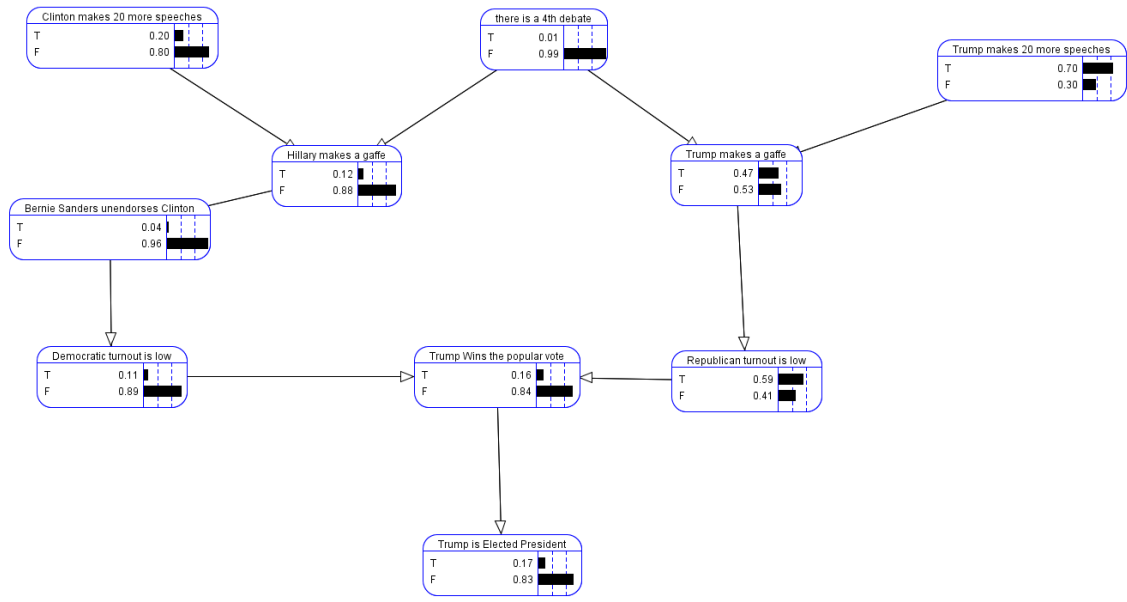 Clinton makes 20 more speeches
T 0.20
F 0.80
there is a 4th debate
T 0.01
F 0.99
Trump makes 20 more speeches
T 0.70
F 0.30
Hillary makes a gaffe
T 0.12
F 0.88
Trump makes a gaffe
T 0.47
F 0.53
Bernie Sanders unendorses Clinton
T 0.04
F 0.96
Democratic turnout is low
T 0.11
F 0.89
Trump Wins the popular vote
T 0.16
F 0.84
Republican turnout is low
T 0.59
F 0.41
Trump is Elected President
T 0.17
F 0.83